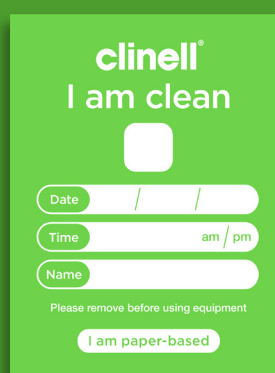 clinell®
I am clean
Date / /
Time am / pm
Name
Please remove before using equipment
I am paper-based